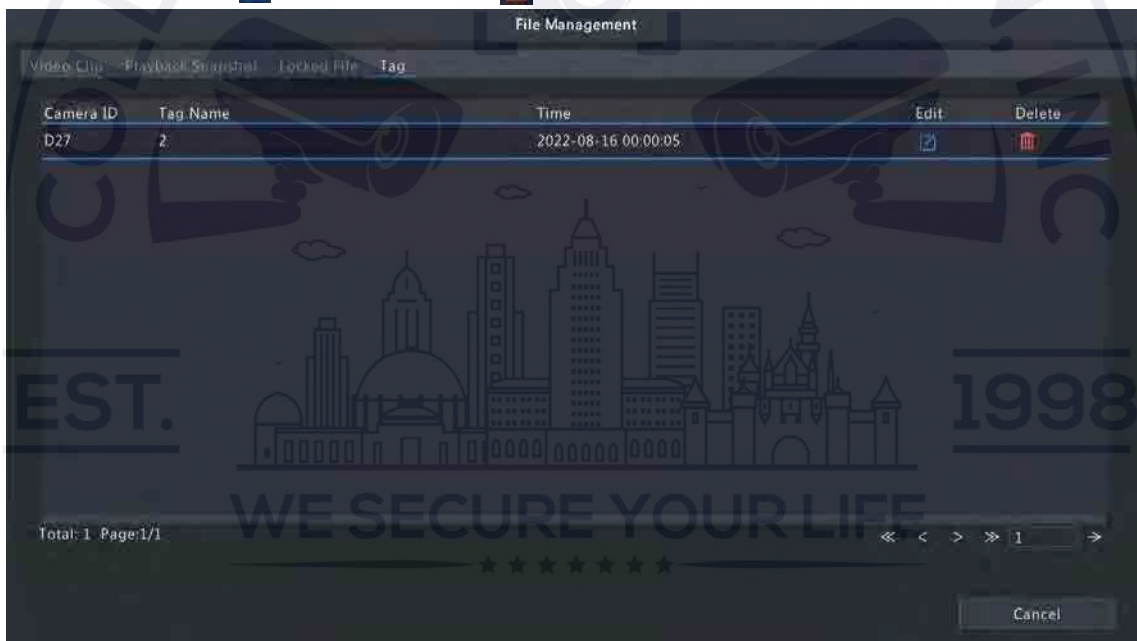 File Management
Video Clip Playback Snapshot Locked File Tag
Camera ID Tag Name Time Edit Delete
D27 2 2022-08-16 00:00:05
EST. 1998
WE SECURE YOUR LIFE
Total: 1 Page:1/1 ≪ < > ≫ 1 →
Cancel